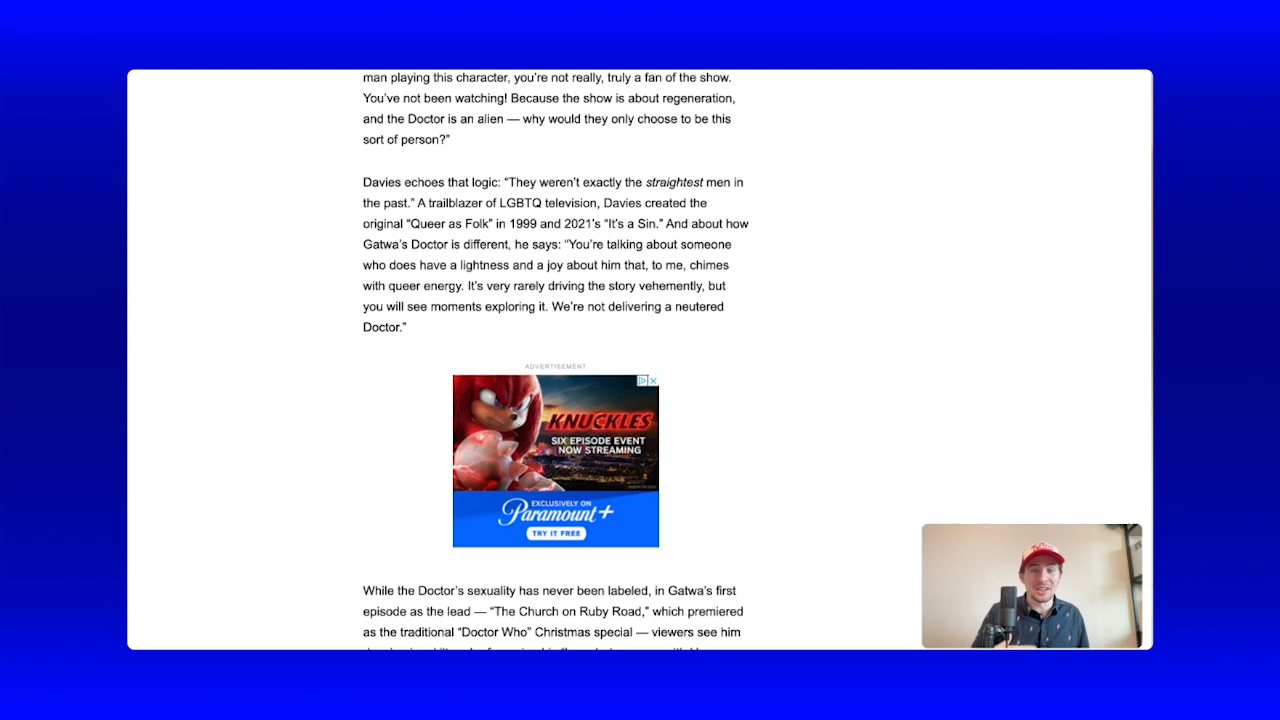 man playing this character, you’re not really, truly a fan of the show.
You’ve not been watching! Because the show is about regeneration,
and the Doctor is an alien — why would they only choose to be this
sort of person?”
Davies echoes that logic: “They weren’t exactly the straightest men in
the past.” A trailblazer of LGBTQ television, Davies created the
original “Queer as Folk” in 1999 and 2021’s “It’s a Sin.” And about how
Gatwa’s Doctor is different, he says: “You’re talking about someone
who does have a lightness and a joy about him that, to me, chimes
with queer energy. It’s very rarely driving the story vehemently, but
you will see moments exploring it. We’re not delivering a neutered
Doctor.”
ADVERTISEMENT
KNUCKLES
SIX EPISODE EVENT
NOW STREAMING
EXCLUSIVELY ON
Paramount+
TRY IT FREE
While the Doctor’s sexuality has never been labeled, in Gatwa’s first
episode as the lead — “The Church on Ruby Road,” which premiered
as the traditional “Doctor Who” Christmas special — viewers see him